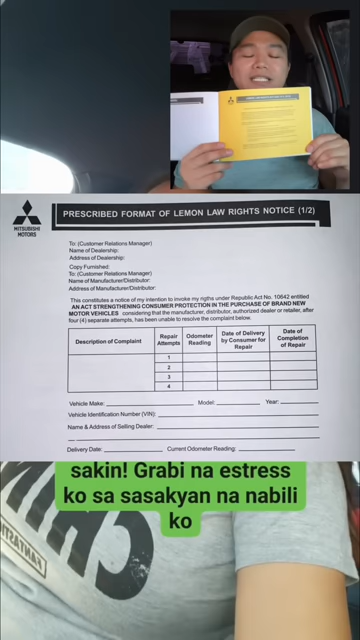 MITSUBISHI
MOTORS
PRESCRIBED FORMAT OF LEMON LAW RIGHTS NOTICE (1/2)
To: (Customer Relations Manager)
Name of Dealership:
Address of Dealership:
Copy Furnished:
To: (Customer Relations Manager)
Name of Manufacturer/Distributor:
Address of Manufacturer/Distributor:
This constitutes a notice of my intention to invoke my rigths under Republic Act No. 10642 entitled
AN ACT STRENGTHENING CONSUMER PROTECTION IN THE PURCHASE OF BRAND NEW
MOTOR VEHICLES considering that the manufacturer, distributor, authorized dealer or retailer, after
four (4) separate attempts, has been unable to resolve the complaint below.
Description of Complaint
Repair Attempts
Odometer Reading
Date of Delivery by Consumer for Repair
Date of Completion of Repair
1
2
3
4
Vehicle Make: Model: Year:
Vehicle Identification Number (VIN):
Name & Address of Selling Dealer:
Delivery Date: Current Odometer Reading:
sakin! Grabi na estress
ko sa sasakyan na nabili
ko